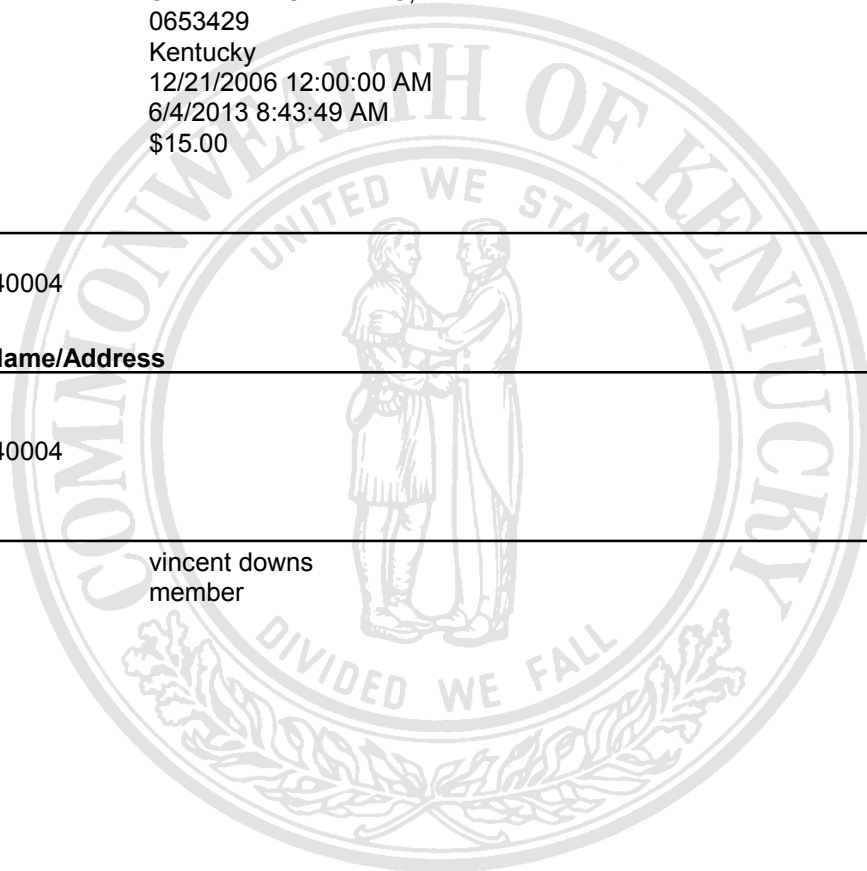 0653429
Kentucky
12/21/2006 12:00:00 AM
6/4/2013 8:43:49 AM
$15.00
COMMONWEALTH OF KENTUCKY
UNITED WE STAND
40004
Name/Address
40004
vincent downs
member
DIVIDED WE FALL